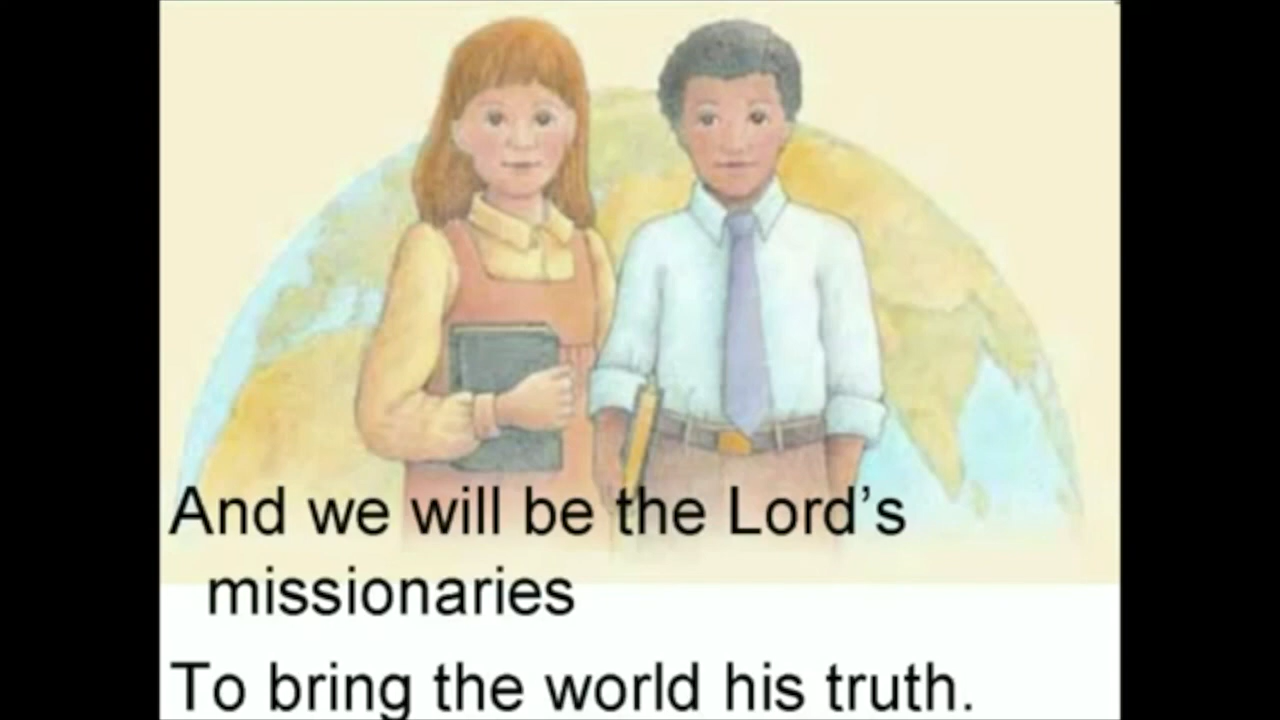 And we will be the Lord’s
missionaries
To bring the world his truth.